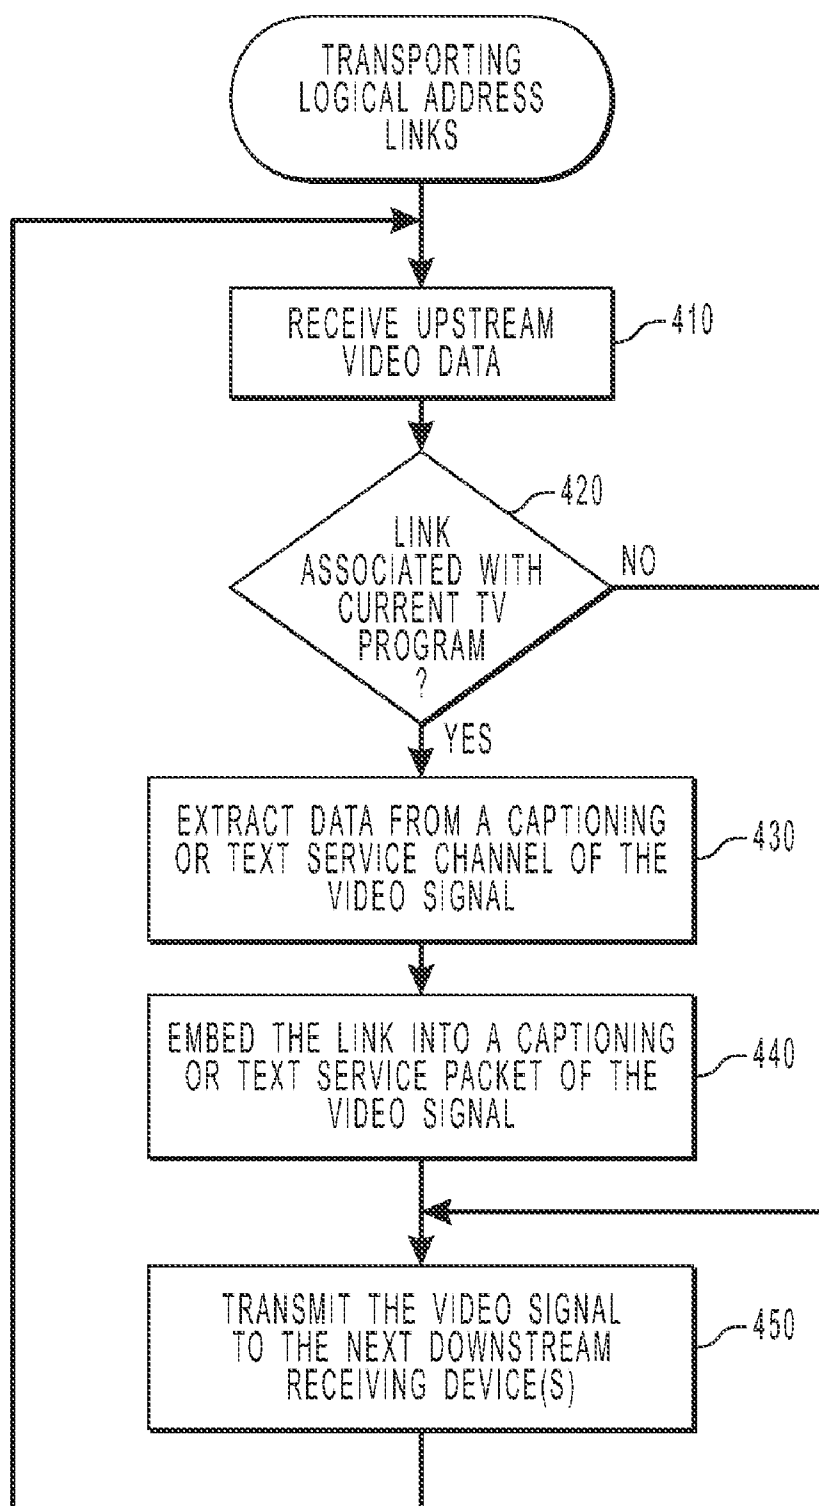 TRANSPORTING
LOGICAL ADDRESS
LINKS
RECEIVE UPSTREAM
VIDEO DATA
410
420
LINK
ASSOCIATED WITH
CURRENT TV
PROGRAM
?
NO
YES
EXTRACT DATA FROM A CAPTIONING
OR TEXT SERVICE CHANNEL OF THE
VIDEO SIGNAL
430
EMBED THE LINK INTO A CAPTIONING
OR TEXT SERVICE PACKET OF THE
VIDEO SIGNAL
440
TRANSMIT THE VIDEO SIGNAL
TO THE NEXT DOWNSTREAM
RECEIVING DEVICE(S)
450